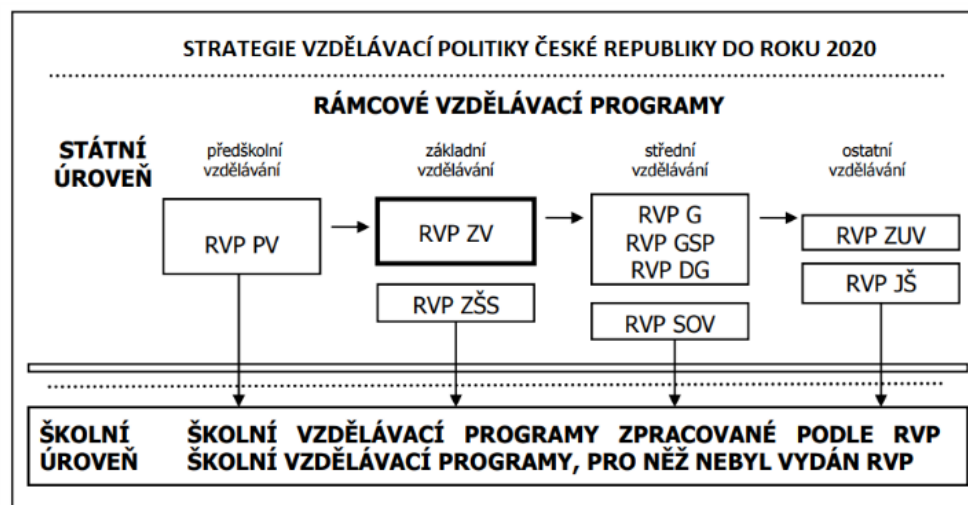 STRATEGIE VZDĚLÁVACÍ POLITIKY ČESKÉ REPUBLIKY DO ROKU 2020
RÁMCOVÉ VZDĚLÁVACÍ PROGRAMY
STÁTNÍ
ÚROVEŇ
předškolní
vzdělávání
základní
vzdělávání
střední
vzdělávání
ostatní
vzdělávání
RVP PV
RVP ZV
RVP ZŠS
RVP G
RVP GSP
RVP DG
RVP SOV
RVP ZUV
RVP JŠ
ŠKOLNÍ
ÚROVEŇ
ŠKOLNÍ VZDĚLÁVACÍ PROGRAMY ZPRACOVANÉ PODLE RVP
ŠKOLNÍ VZDĚLÁVACÍ PROGRAMY, PRO NĚŽ NEBYL VYDÁN RVP